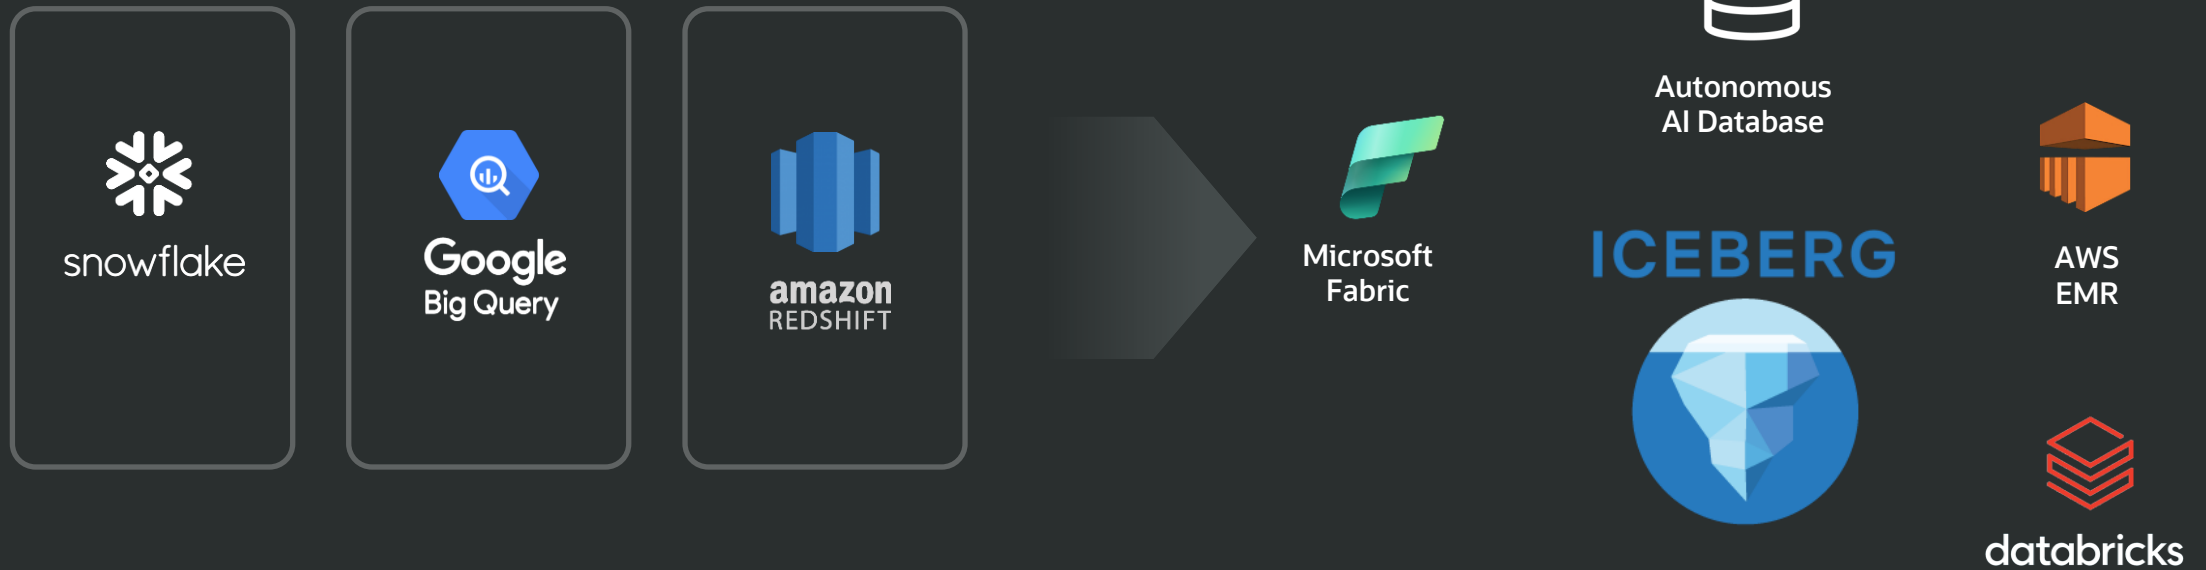 snowflake
Google
Big Query
amazon
REDSHIFT
Microsoft
Fabric
Autonomous
AI Database
ICEBERG
AWS
EMR
databricks